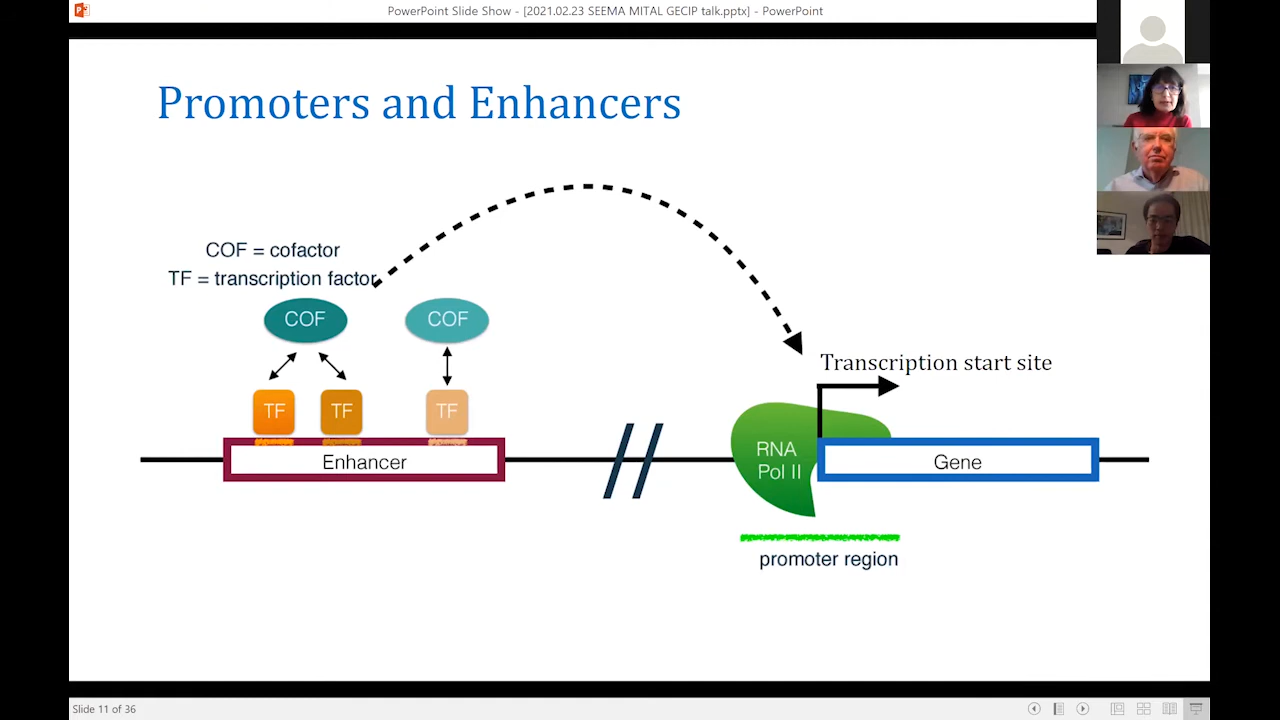 PowerPoint Slide Show - [2021.02.23 SEEMA MITAL GECIP talk.pptx] - PowerPoint
Promoters and Enhancers
COF = cofactor
TF = transcription factor
COF
COF
Transcription start site
TF
TF
TF
RNA
Pol II
Enhancer
Gene
promoter region
Slide 11 of 36